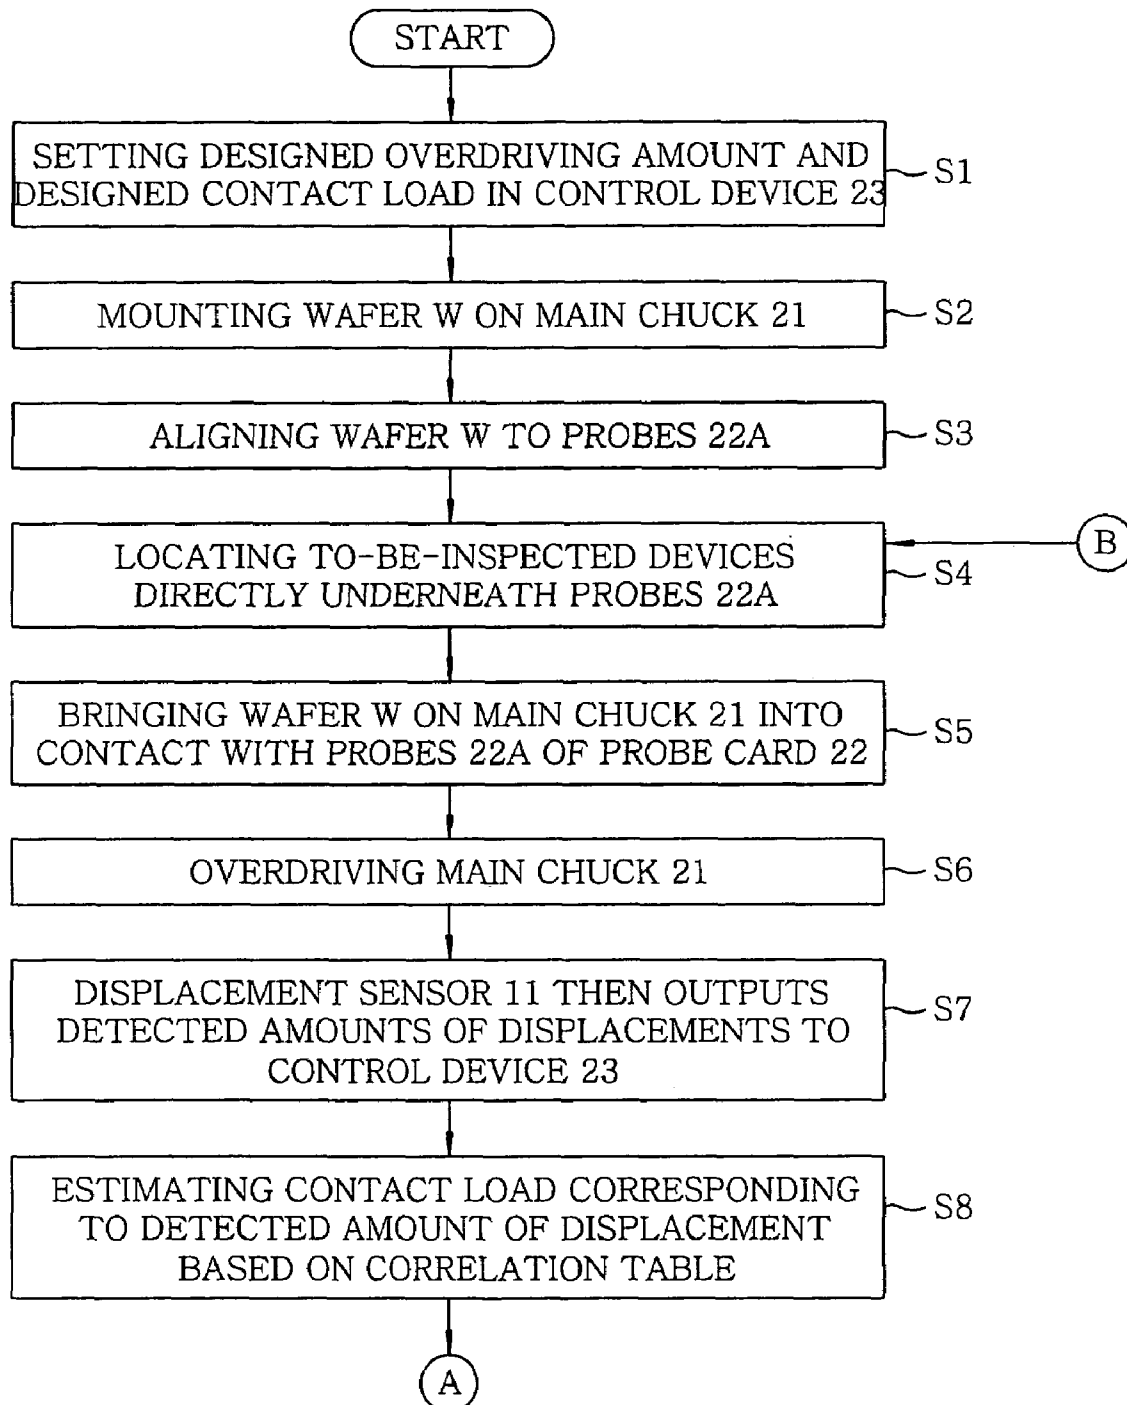 START
SETTING DESIGNED OVERDRIVING AMOUNT AND
DESIGNED CONTACT LOAD IN CONTROL DEVICE 23
S1
MOUNTING WAFER W ON MAIN CHUCK 21
S2
ALIGNING WAFER W TO PROBES 22A
S3
LOCATING TO-BE-INSPECTED DEVICES
DIRECTLY UNDERNEATH PROBES 22A
S4
B
BRINGING WAFER W ON MAIN CHUCK 21 INTO
CONTACT WITH PROBES 22A OF PROBE CARD 22
S5
OVERDRIVING MAIN CHUCK 21
S6
DISPLACEMENT SENSOR 11 THEN OUTPUTS
DETECTED AMOUNTS OF DISPLACEMENTS TO
CONTROL DEVICE 23
S7
ESTIMATING CONTACT LOAD CORRESPONDING
TO DETECTED AMOUNT OF DISPLACEMENT
BASED ON CORRELATION TABLE
S8
A